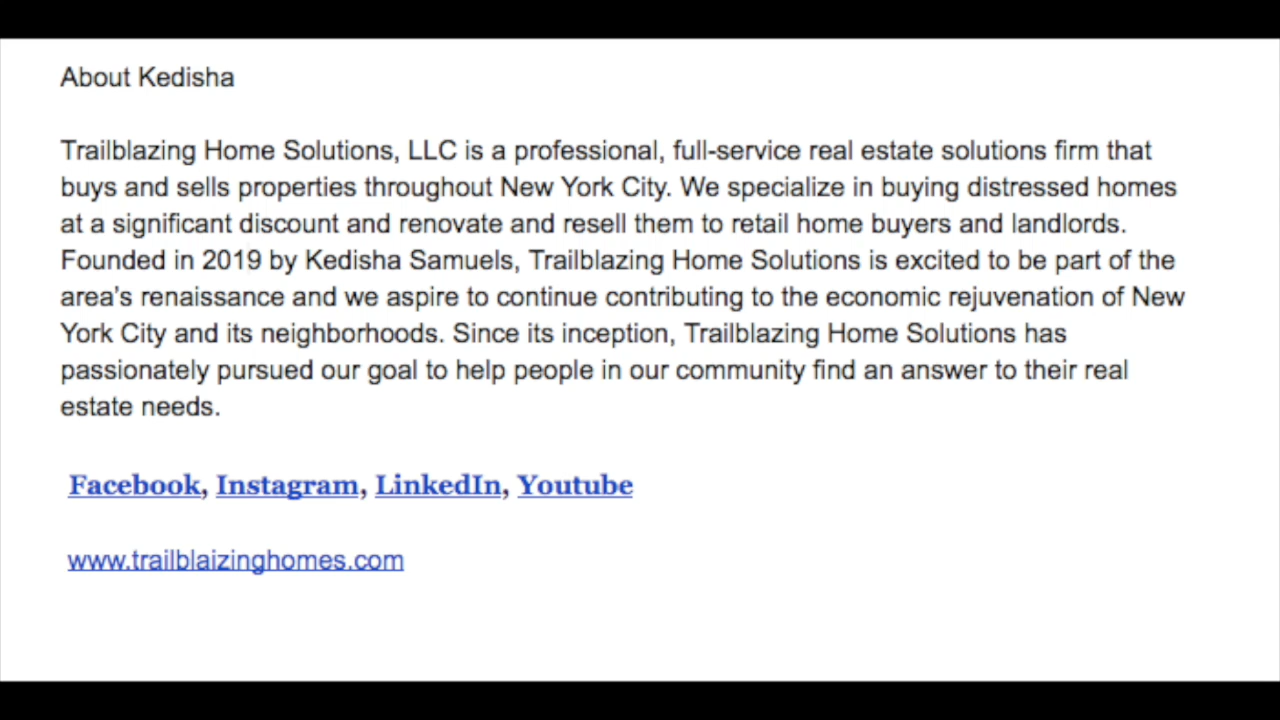 About Kedisha
Trailblazing Home Solutions, LLC is a professional, full-service real estate solutions firm that
buys and sells properties throughout New York City. We specialize in buying distressed homes
at a significant discount and renovate and resell them to retail home buyers and landlords.
Founded in 2019 by Kedisha Samuels, Trailblazing Home Solutions is excited to be part of the
area’s renaissance and we aspire to continue contributing to the economic rejuvenation of New
York City and its neighborhoods. Since its inception, Trailblazing Home Solutions has
passionately pursued our goal to help people in our community find an answer to their real
estate needs.
Facebook, Instagram, LinkedIn, Youtube
www.trailblaizinghomes.com